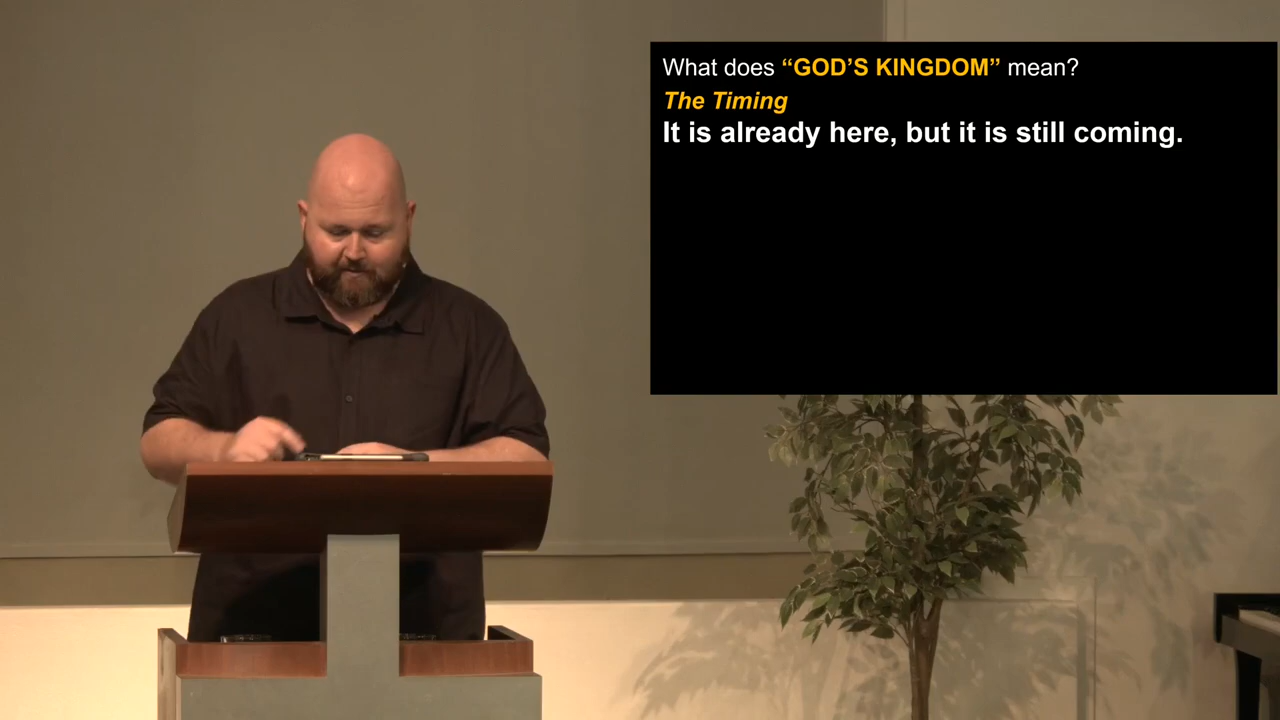 What does “GOD’S KINGDOM” mean?
The Timing
It is already here, but it is still coming.